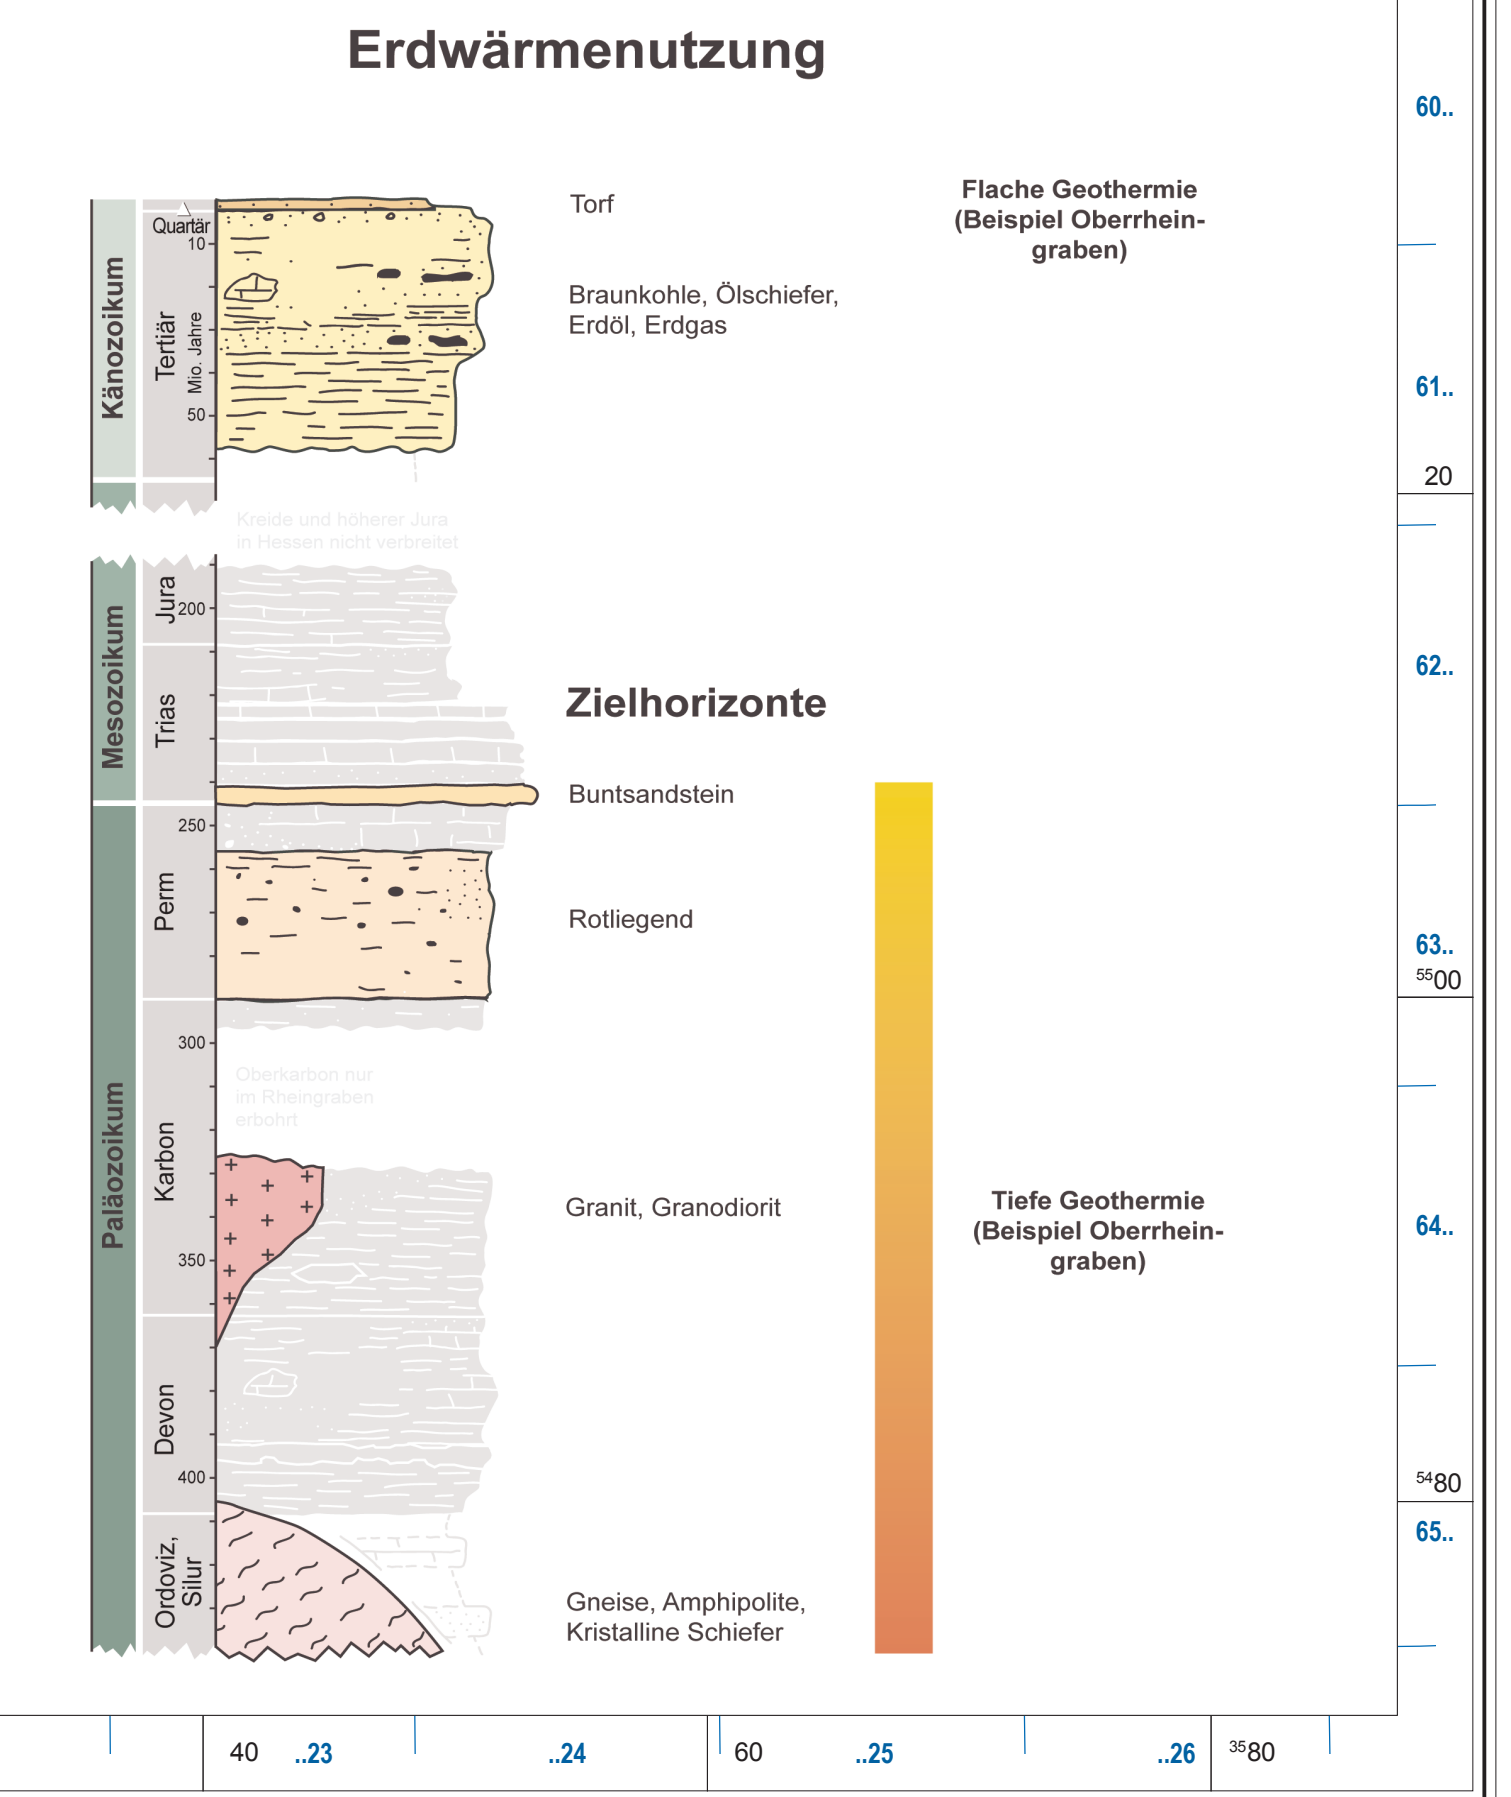 Erdwärmenutzung
60..
Torf
Flache Geothermie
(Beispiel Oberrhein-
graben)
Quartär
10
Känozoikum
Tertiär
Mio. Jahre
Braunkohle, Ölschiefer,
Erdöl, Erdgas
50
61..
20
Kreide und höherer Jura
in Hessen nicht verbreitet
Mesozoikum
Jura
200
Trias
62..
Zielhorizonte
Buntsandstein
250
Perm
Rotliegend
63..
5500
300
Oberkarbon nur
im Rheingraben
erbohrt
Paläozoikum
Karbon
Granit, Granodiorit
Tiefe Geothermie
(Beispiel Oberrhein-
graben)
64..
350
Devon
400
5480
65..
Ordoviz,
Silur
Gneise, Amphipolite,
Kristalline Schiefer
40
..23
..24
60
..25
..26
3580